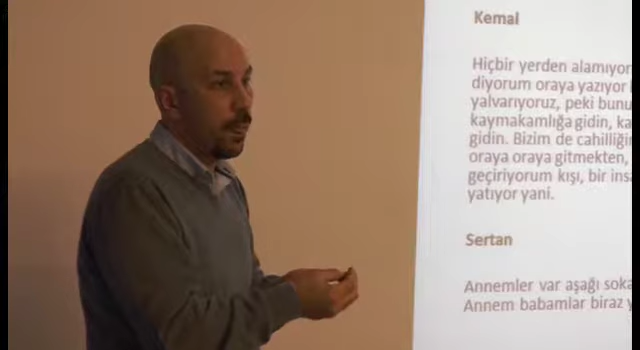 Kemal
Hiçbir yerden alamıyor
diyorum oraya yazıyor
yalvarıyoruz, peki bunu
kaymakamlığa gidin, ka
gidin. Bizim de cahilliği
oraya oraya gitmekten,
geçiriyorum kişi, bir insa
yatıyor yani.
Sertan
Annemler var aşağı soka
Annem babamlar biraz y